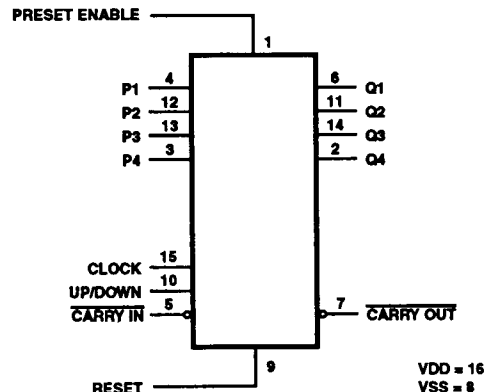 PRESET ENABLE
1
P1 4 6 Q1
P2 12 11 Q2
P3 13 14 Q3
P4 3 2 Q4
CLOCK 15
UP/DOWN 10
CARRY IN 5 7 CARRY OUT
9
RESET
VDD = 16
VSS = 8